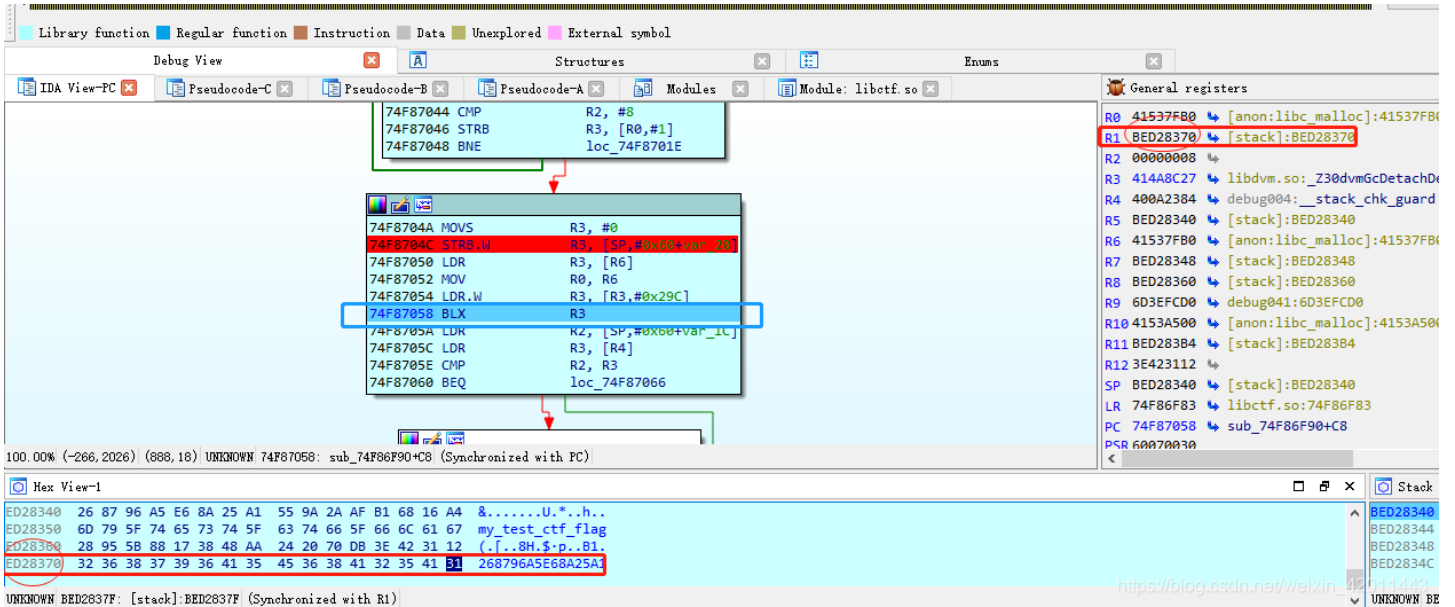 Library function Regular function Instruction Data Unexplored External symbol
Debug View Structures Enums
IDA View-PC Pseudocode-C Pseudocode-B Pseudocode-A Modules Module: libctf.so
74F87044 CMP R2, #8
74F87046 STRB R3, [R0,#1]
74F87048 BNE loc_74F8701E
74F8704A MOVS R3, #0
74F8704C STRB.W R3, [SP,#0x60+var_20]
74F87050 LDR R3, [R6]
74F87052 MOV R0, R6
74F87054 LDR.W R3, [R3,#0x29C]
74F87058 BLX R3
74F8705A LDR R2, [SP,#0x60+var_1C]
74F8705C LDR R3, [R4]
74F8705E CMP R2, R3
74F87060 BEQ loc_74F87066
100.00% (-266,2026) (888,18) UNKNOWN 74F87058: sub_74F86F90+C8 (Synchronized with PC)
General registers
R0 41537FB0 [anon:libc_malloc]:41537FB0
R1 BED28370 [stack]:BED28370
R2 00000008
R3 414A8C27 libdvm.so:_Z30dvmGcDetachDe
R4 400A2384 debug004:__stack_chk_guard
R5 BED28340 [stack]:BED28340
R6 41537FB0 [anon:libc_malloc]:41537FB0
R7 BED28348 [stack]:BED28348
R8 BED28360 [stack]:BED28360
R9 6D3EFCD0 debug041:6D3EFCD0
R10 4153A500 [anon:libc_malloc]:4153A500
R11 BED283B4 [stack]:BED283B4
R12 3E423112
SP BED28340 [stack]:BED28340
LR 74F86F83 libctf.so:74F86F83
PC 74F87058 sub_74F86F90+C8
PSR 60070030
Hex View-1
ED28340 26 87 96 A5 E6 8A 25 A1 55 9A 2A AF B1 68 16 A4 &.......U.*..h..
ED28350 6D 79 5F 74 65 73 74 5F 63 74 66 5F 66 6C 61 67 my_test_ctf_flag
ED28360 28 95 5B 88 17 38 48 AA 24 20 70 DB 3E 42 31 12 (.[..8H.$·p..B1.
ED28370 32 36 38 37 39 36 41 35 45 36 38 41 32 35 41 31 268796A5E68A25A1
UNKNOWN BED2837F: [stack]:BED2837F (Synchronized with R1)
Stack
BED28340
BED28344
BED28348
BED2834C
UNKNOWN BE
https://blog.csdn.net/weixin_42011443